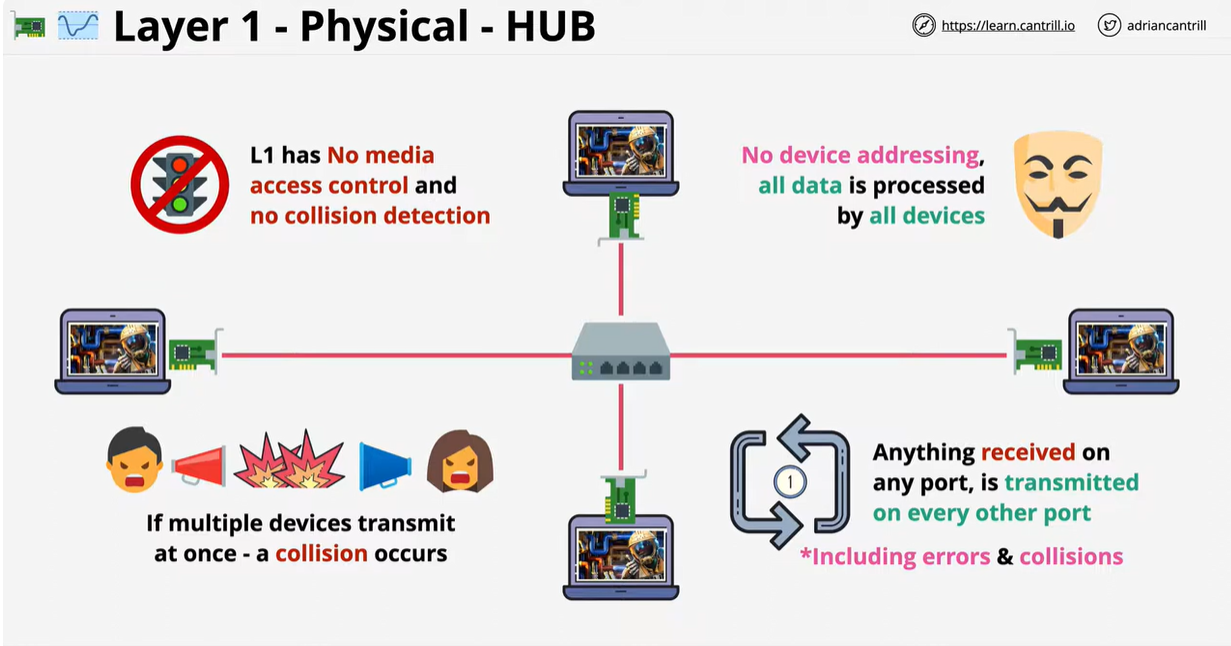 Layer 1 - Physical - HUB
https://learn.cantrill.io
adriancantrill
L1 has No media
access control and
no collision detection
No device addressing,
all data is processed
by all devices
If multiple devices transmit
at once - a collision occurs
1
Anything received on
any port, is transmitted
on every other port
*Including errors & collisions